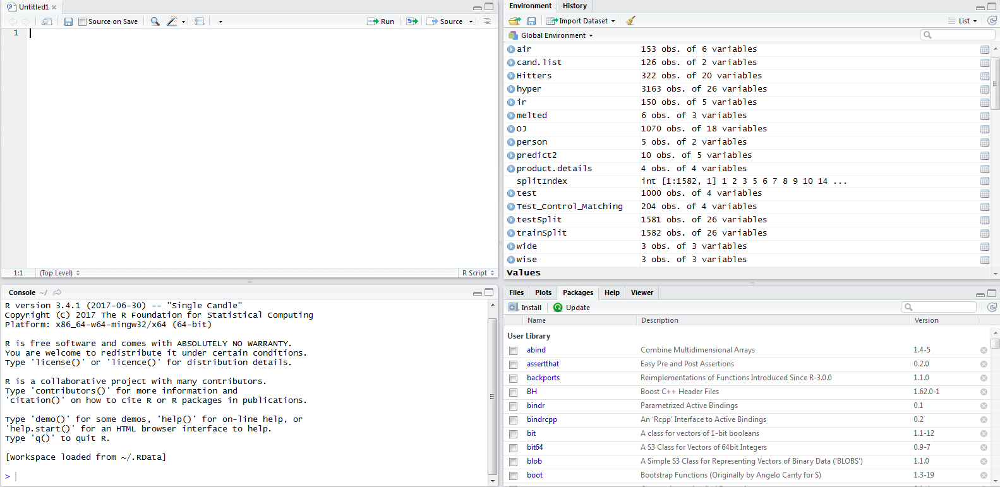 Untitled1
Source on Save
Run
Source
1
1:1
(Top Level)
R Script
Console ~/
R version 3.4.1 (2017-06-30) -- "Single Candle"
Copyright (C) 2017 The R Foundation for Statistical Computing
Platform: x86_64-w64-mingw32/x64 (64-bit)
R is free software and comes with ABSOLUTELY NO WARRANTY.
You are welcome to redistribute it under certain conditions.
Type 'license()' or 'licence()' for distribution details.
R is a collaborative project with many contributors.
Type 'contributors()' for more information and
'citation()' on how to cite R or R packages in publications.
Type 'demo()' for some demos, 'help()' for on-line help, or
'help.start()' for an HTML browser interface to help.
Type 'q()' to quit R.
[Workspace loaded from ~/.RData]
>
Environment History
Import Dataset
List
Global Environment
air 153 obs. of 6 variables
cand.list 126 obs. of 2 variables
Hitters 322 obs. of 20 variables
hyper 3163 obs. of 26 variables
ir 150 obs. of 5 variables
melted 6 obs. of 3 variables
OJ 1070 obs. of 18 variables
person 5 obs. of 2 variables
predict2 10 obs. of 5 variables
product.details 4 obs. of 4 variables
splitIndex int [1:1582, 1] 1 2 3 5 6 7 8 9 10 14 ...
test 1000 obs. of 4 variables
Test_Control_Matching 204 obs. of 4 variables
testSplit 1581 obs. of 26 variables
trainSplit 1582 obs. of 26 variables
wide 3 obs. of 3 variables
wise 3 obs. of 3 variables
Values
Files Plots Packages Help Viewer
Install Update
Name Description Version
User Library
abind Combine Multidimensional Arrays 1.4-5
assertthat Easy Pre and Post Assertions 0.2.0
backports Reimplementations of Functions Introduced Since R-3.0.0 1.1.0
BH Boost C++ Header Files 1.62.0-1
bindr Parametrized Active Bindings 0.1
bindrcpp An 'Rcpp' Interface to Active Bindings 0.2
bit A class for vectors of 1-bit booleans 1.1-12
bit64 A S3 Class for Vectors of 64bit Integers 0.9-7
blob A Simple S3 Class for Representing Vectors of Binary Data ('BLOBS') 1.1.0
boot Bootstrap Functions (Originally by Angelo Canty for S) 1.3-19